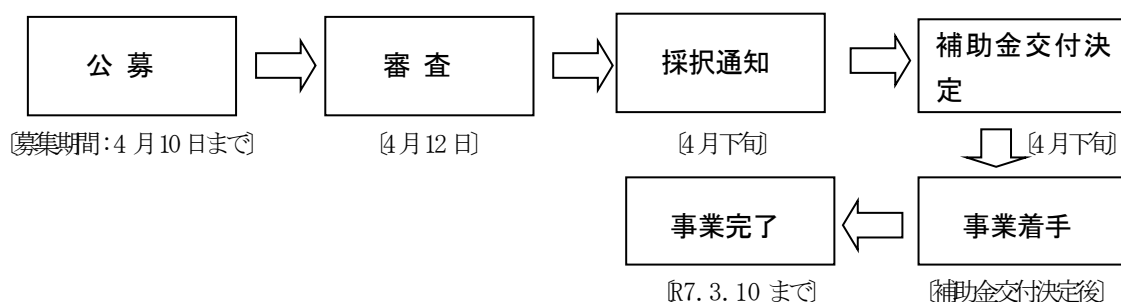 公 募
審 査
採択通知
補助金交付決
定
〔募集期間：4 月 10 日まで〕
〔4 月 12 日〕
〔4 月下旬〕
〔4 月下旬〕
事業完了
事業着手
〔R7.3.10 まで〕
〔補助金交付決定後〕